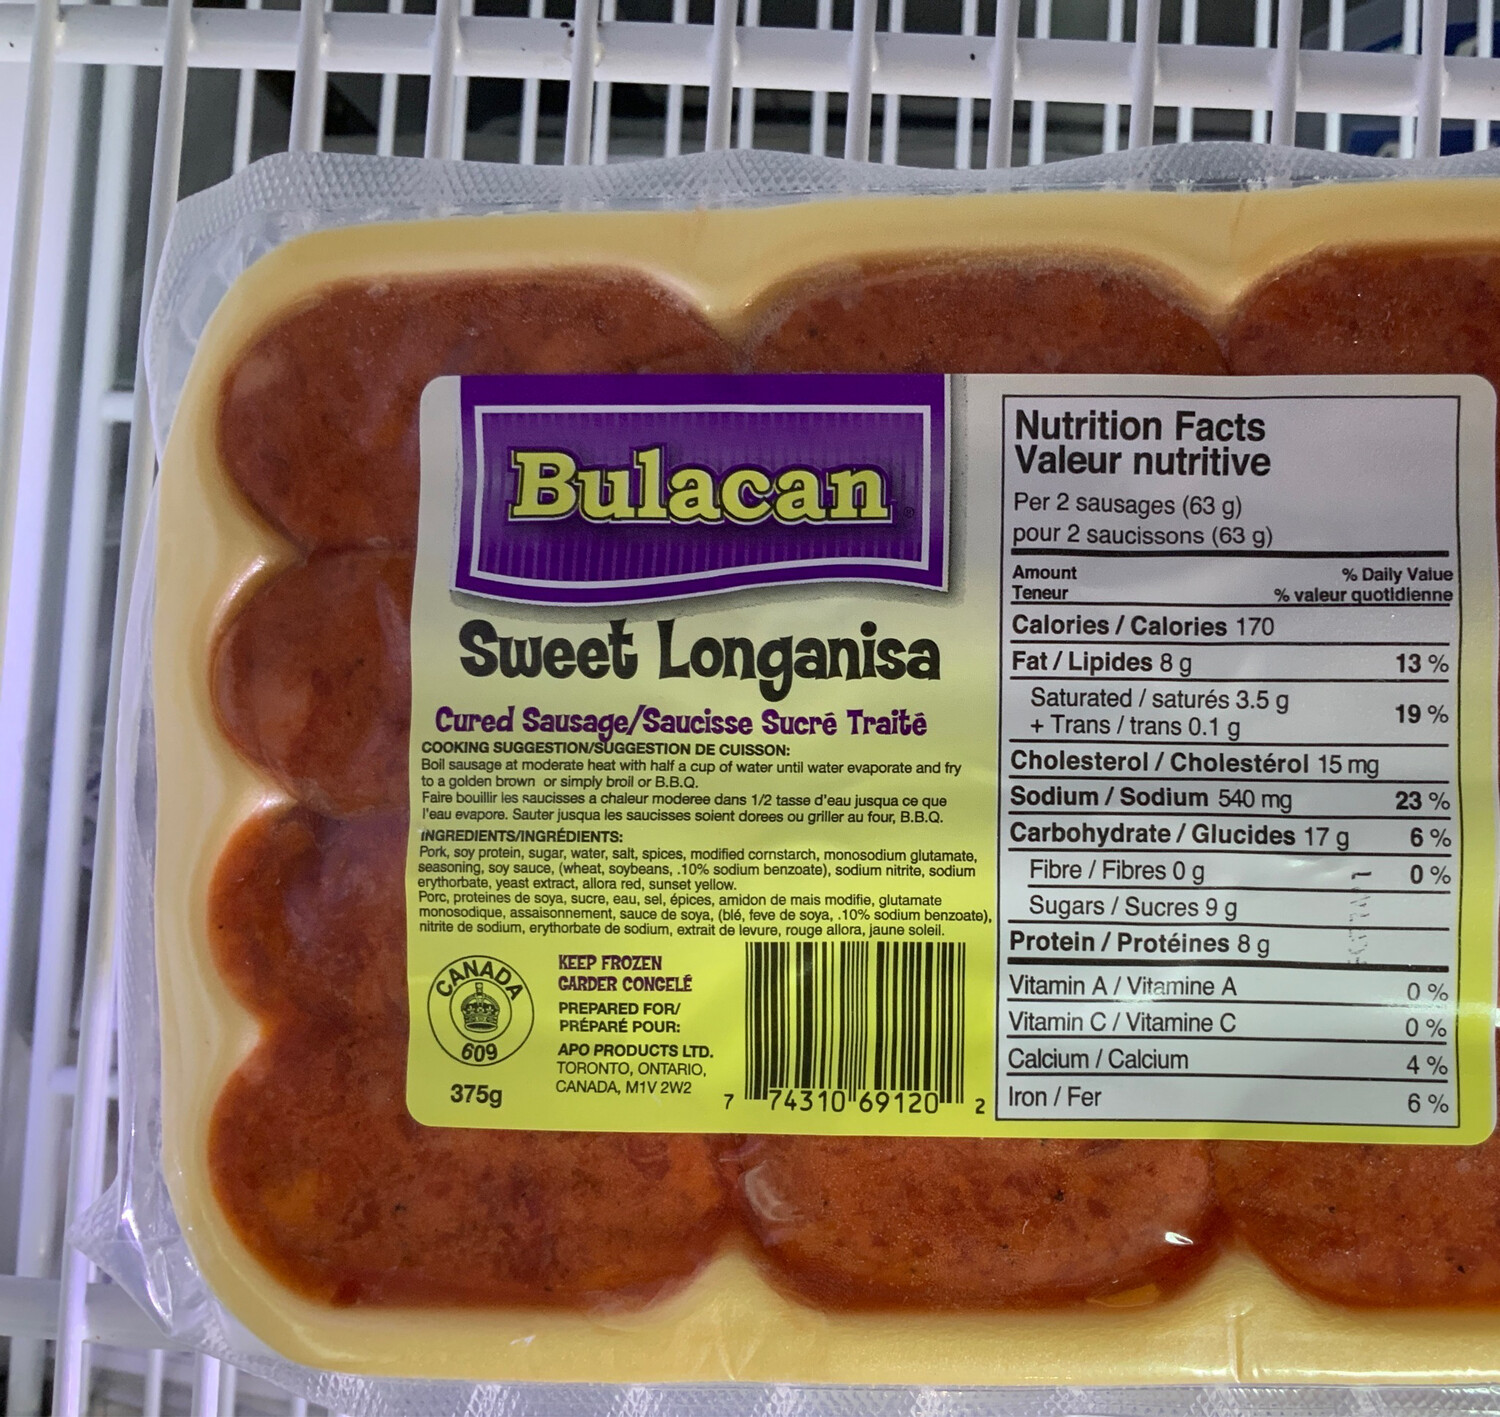 Bulacan
®
Sweet Longanisa
Cured Sausage/Saucisse Sucré Traité
COOKING SUGGESTION/SUGGESTION DE CUISSON:
Boil sausage at moderate heat with half a cup of water until water evaporate and fry
to a golden brown or simply broil or B.B.Q.
Faire bouillir les saucisses a chaleur moderee dans 1/2 tasse d'eau jusqua ce que
l'eau evapore. Sauter jusqua les saucisses soient dorees ou griller au four, B.B.Q.
INGREDIENTS/INGRÉDIENTS:
Pork, soy protein, sugar, water, salt, spices, modified cornstarch, monosodium glutamate,
seasoning, soy sauce, (wheat, soybeans, .10% sodium benzoate), sodium nitrite, sodium
erythorbate, yeast extract, allora red, sunset yellow.
Porc, proteines de soya, sucre, eau, sel, épices, amidon de mais modifie, glutamate
monosodique, assaisonnement, sauce de soya, (blé, feve de soya, .10% sodium benzoate),
nitrite de sodium, erythorbate de sodium, extrait de levure, rouge allora, jaune soleil.
CANADA
609
375g
KEEP FROZEN
GARDER CONGELÉ
PREPARED FOR/
PRÉPARÉ POUR:
APO PRODUCTS LTD.
TORONTO, ONTARIO,
CANADA, M1V 2W2
7 74310 69120 2
Nutrition Facts
Valeur nutritive
Per 2 sausages (63 g)
pour 2 saucissons (63 g)
Amount % Daily Value
Teneur % valeur quotidienne
Calories / Calories 170
Fat / Lipides 8 g 13 %
Saturated / saturés 3.5 g
+ Trans / trans 0.1 g 19 %
Cholesterol / Cholestérol 15 mg
Sodium / Sodium 540 mg 23 %
Carbohydrate / Glucides 17 g 6 %
Fibre / Fibres 0 g 0 %
Sugars / Sucres 9 g
Protein / Protéines 8 g
Vitamin A / Vitamine A 0 %
Vitamin C / Vitamine C 0 %
Calcium / Calcium 4 %
Iron / Fer 6 %